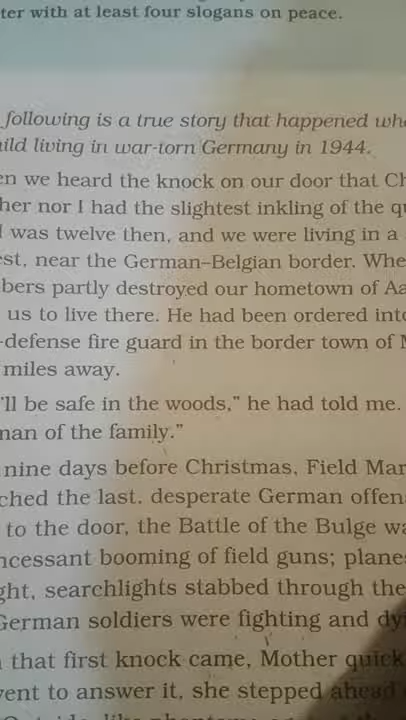 ter with at least four slogans on peace.
following is a true story that happened whe
ild living in war-torn Germany in 1944.
en we heard the knock on our door that Ch
her nor I had the slightest inkling of the qu
I was twelve then, and we were living in a
est, near the German–Belgian border. Whe
bers partly destroyed our hometown of Aa
us to live there. He had been ordered into
-defense fire guard in the border town of M
miles away.
'll be safe in the woods," he had told me.
nan of the family."
nine days before Christmas, Field Mar
ched the last. desperate German offen
to the door, the Battle of the Bulge wa
ncessant booming of field guns; planes
ght, searchlights stabbed through the
German soldiers were fighting and dyi
that first knock came, Mother quick
vent to answer it, she stepped ahead